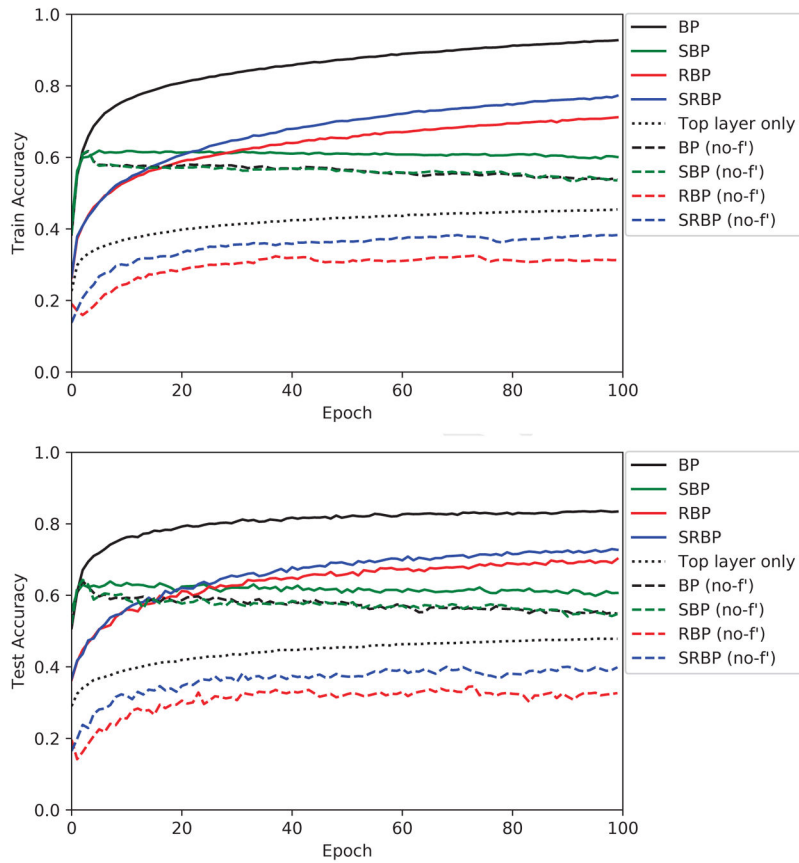 1.0
0.8
0.6
0.4
0.2
0.0
Train Accuracy
0 20 40 60 80 100
Epoch
BP
SBP
RBP
SRBP
Top layer only
BP (no-f')
SBP (no-f')
RBP (no-f')
SRBP (no-f')
1.0
0.8
0.6
0.4
0.2
0.0
Test Accuracy
0 20 40 60 80 100
Epoch
BP
SBP
RBP
SRBP
Top layer only
BP (no-f')
SBP (no-f')
RBP (no-f')
SRBP (no-f')